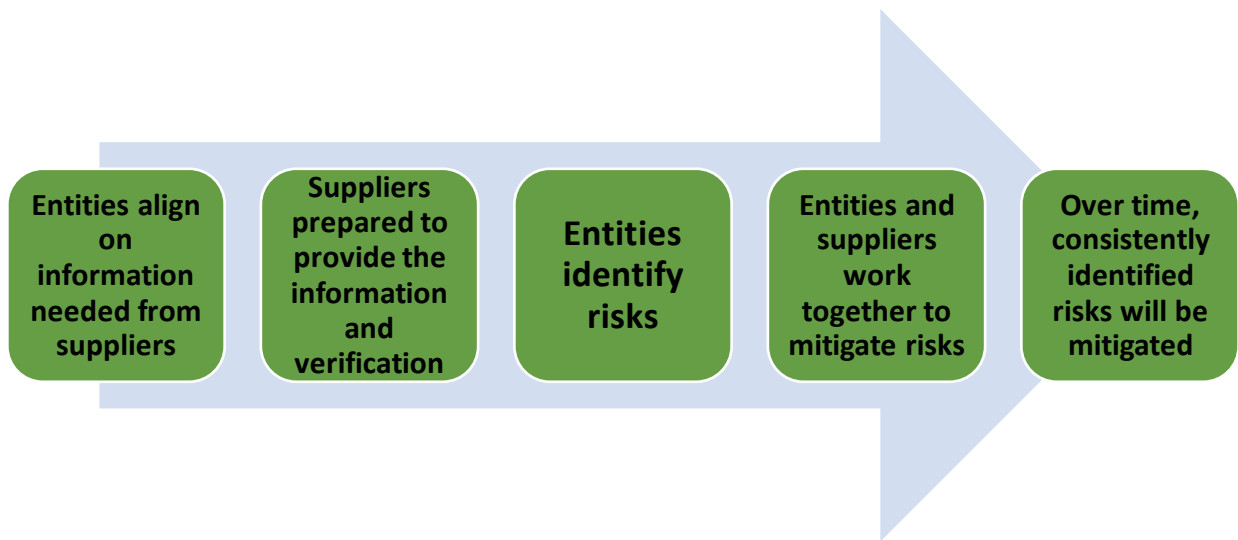 Entities align
on
information
needed from
suppliers
Suppliers
prepared to
provide the
information
and
verification
Entities
identify
risks
Entities and
suppliers
work
together to
mitigate risks
Over time,
consistently
identified
risks will be
mitigated